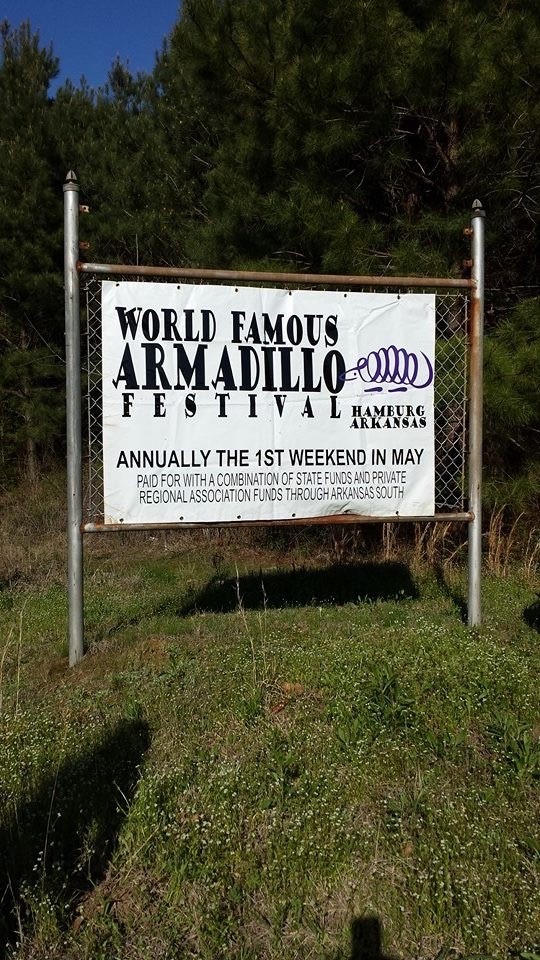 WORLD FAMOUS
ARMADILLO
FESTIVAL
HAMBURG
ARKANSAS
ANNUALLY THE 1ST WEEKEND IN MAY
PAID FOR WITH A COMBINATION OF STATE FUNDS AND PRIVATE
REGIONAL ASSOCIATION FUNDS THROUGH ARKANSAS SOUTH